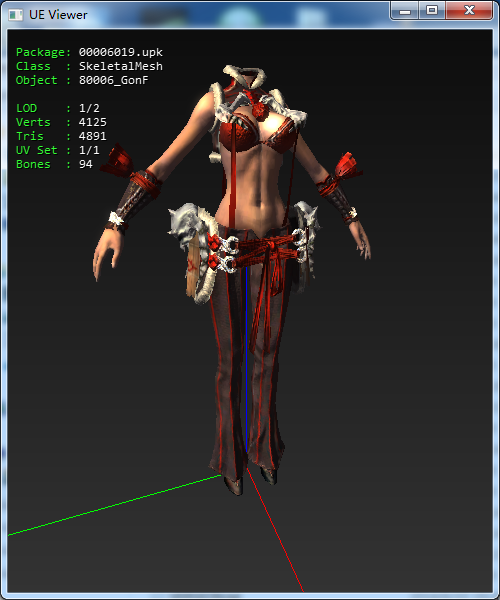 UE Viewer
Package: 00006019.upk
Class : SkeletalMesh
Object : 80006_GonF
LOD : 1/2
Verts : 4125
Tris : 4891
UV Set : 1/1
Bones : 94